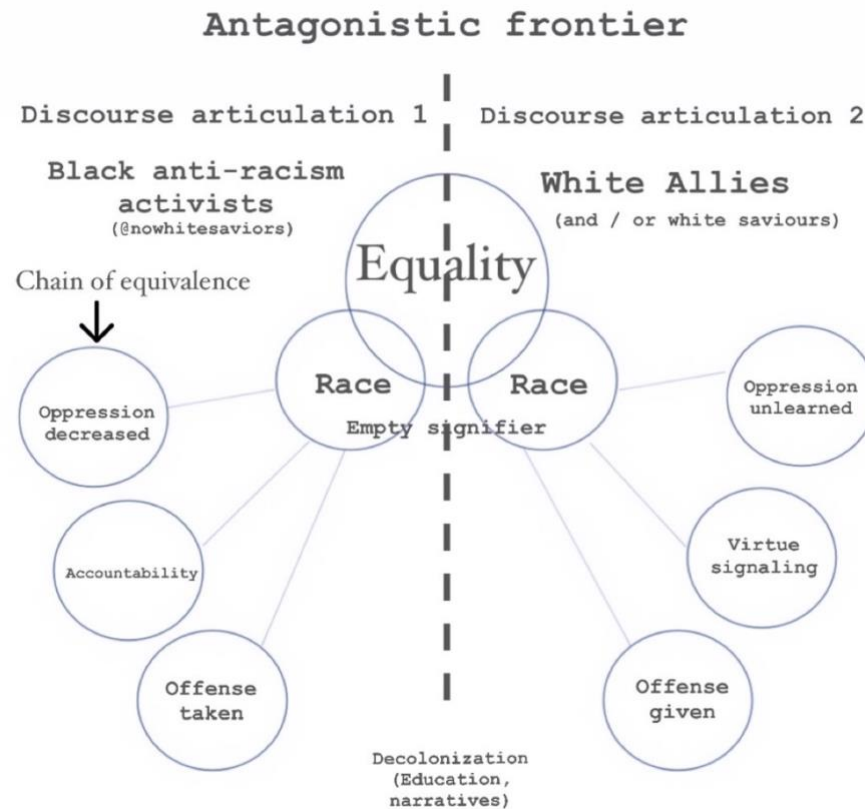 Antagonistic frontier
Discourse articulation 1
Discourse articulation 2
Black anti-racism
activists
(@nowhitesaviors)
White Allies
(and / or white saviours)
Equality
Chain of equivalence
Race
Race
Empty signifier
Oppression
decreased
Oppression
unlearned
Accountability
Virtue
signaling
Offense
taken
Offense
given
Decolonization
(Education,
narratives)